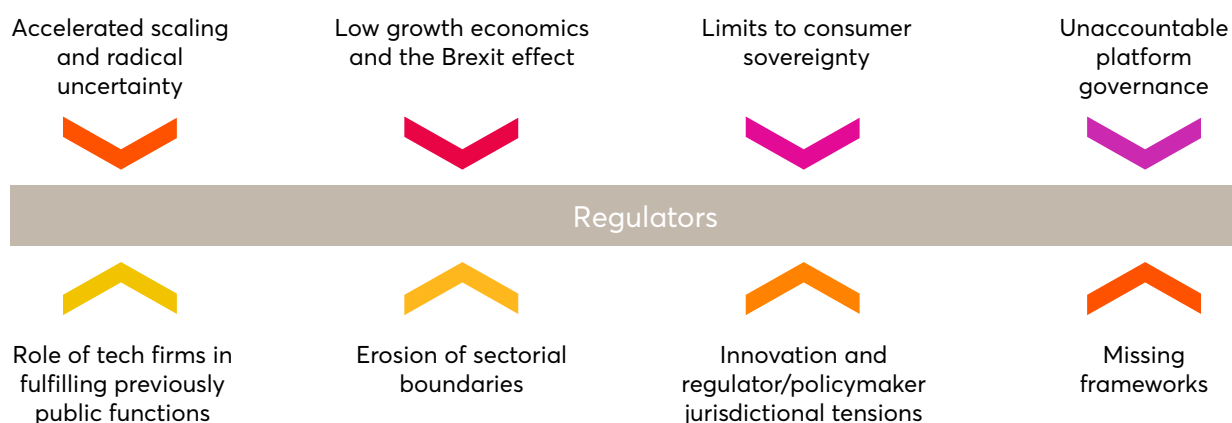 Accelerated scaling
and radical
uncertainty
Low growth economics
and the Brexit effect
Limits to consumer
sovereignty
Unaccountable
platform
governance
Regulators
Role of tech firms in
fulfilling previously
public functions
Erosion of sectorial
boundaries
Innovation and
regulator/policymaker
jurisdictional tensions
Missing
frameworks